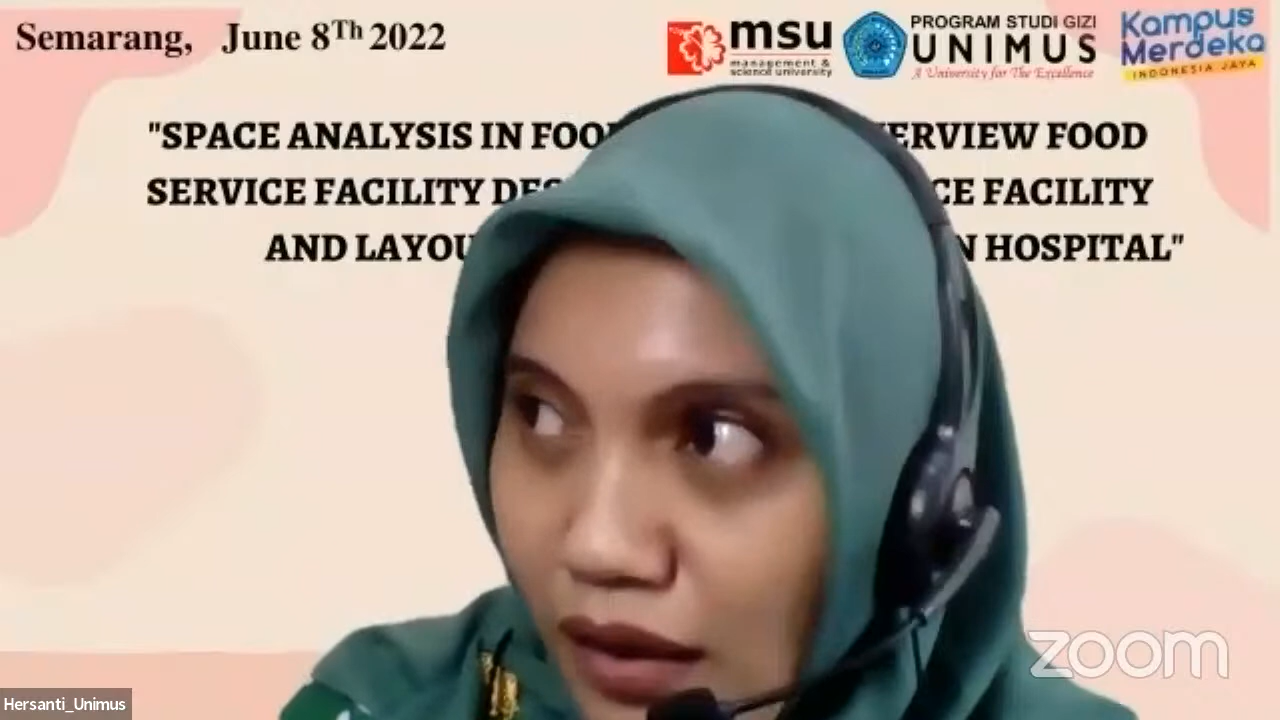 Semarang, June 8Th 2022
msu
management &
science university
PROGRAM STUDI GIZI
UNIMUS
A University for The Excellence
Kampus
Merdeka
INDONESIA JAYA
"SPACE ANALYSIS IN FOO ERVIEW FOOD
SERVICE FACILITY DES CE FACILITY
AND LAYOU N HOSPITAL"
zoom
Hersanti_Unimus